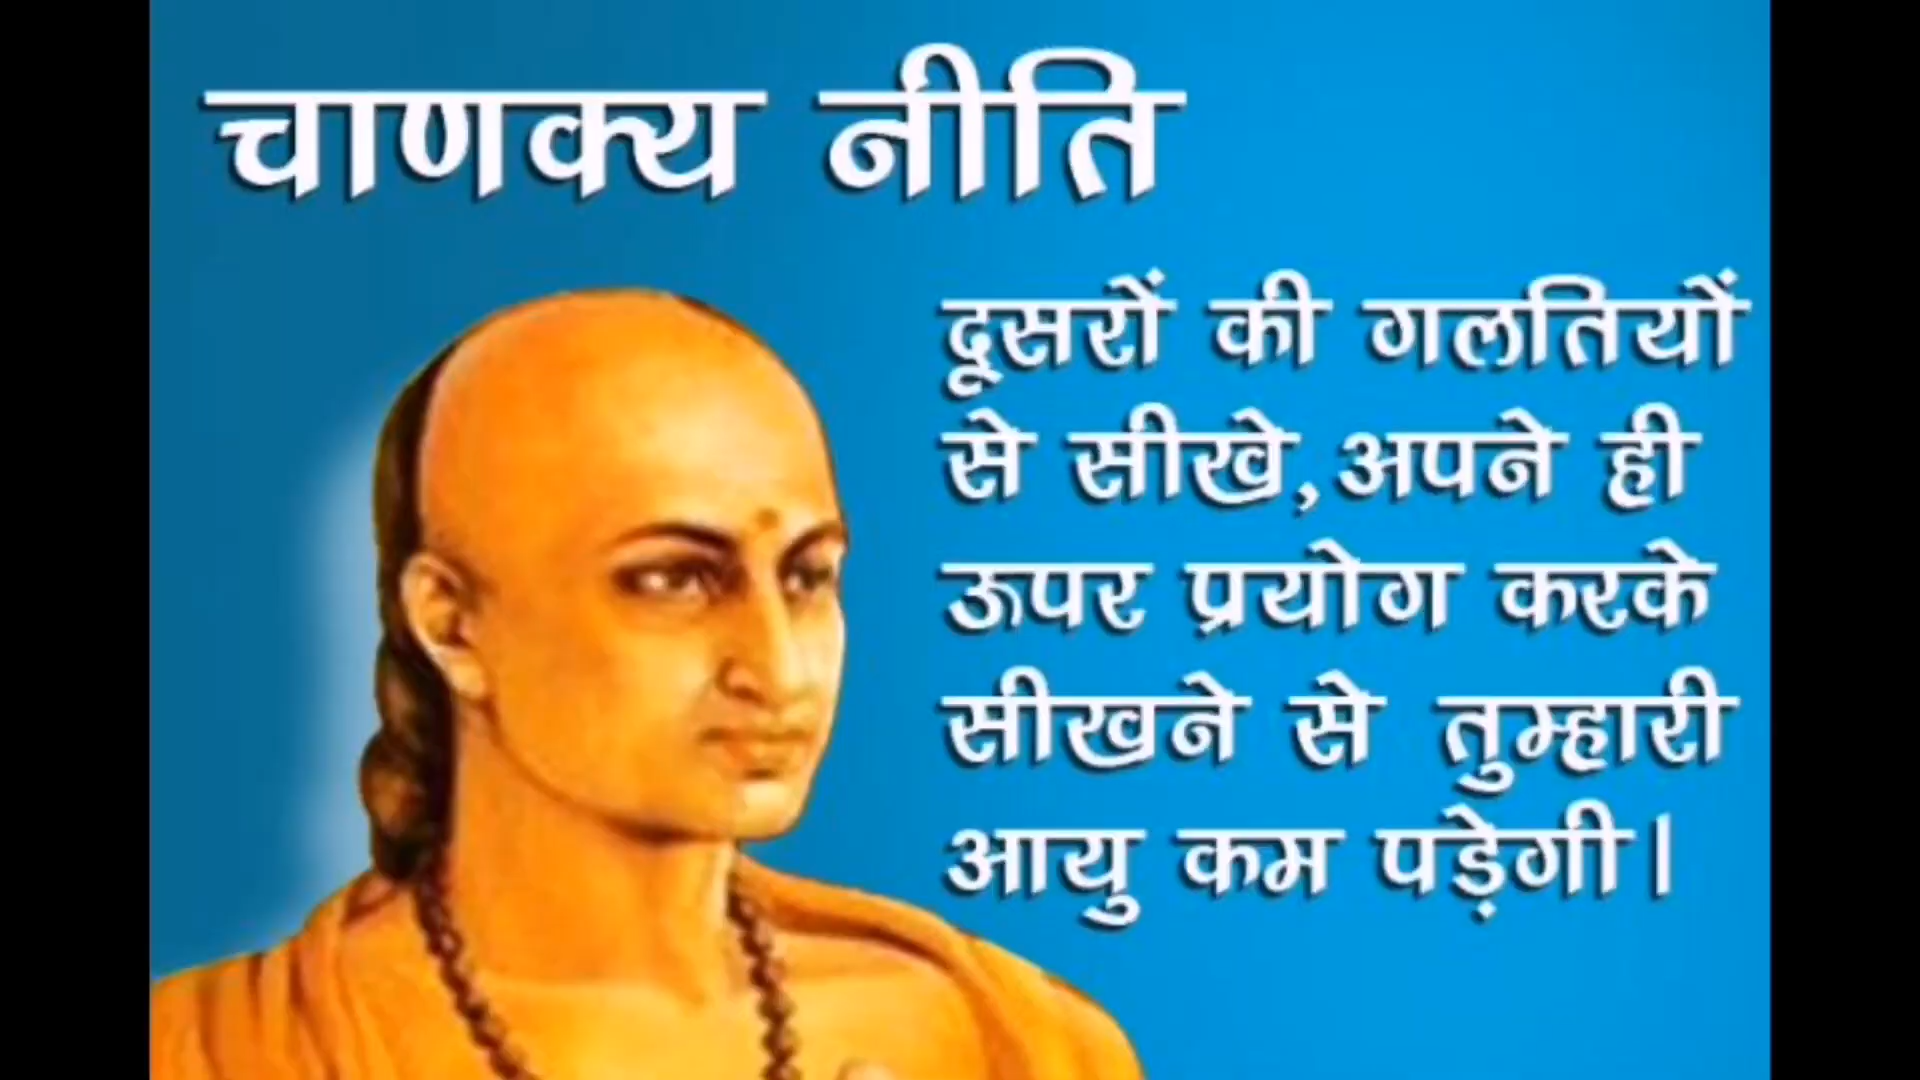 चाणक्य नीति
दूसरों की गलतियों
से सीखे,अपने ही
ऊपर प्रयोग करके
सीखने से तुम्हारी
आयु कम पड़ेगी।